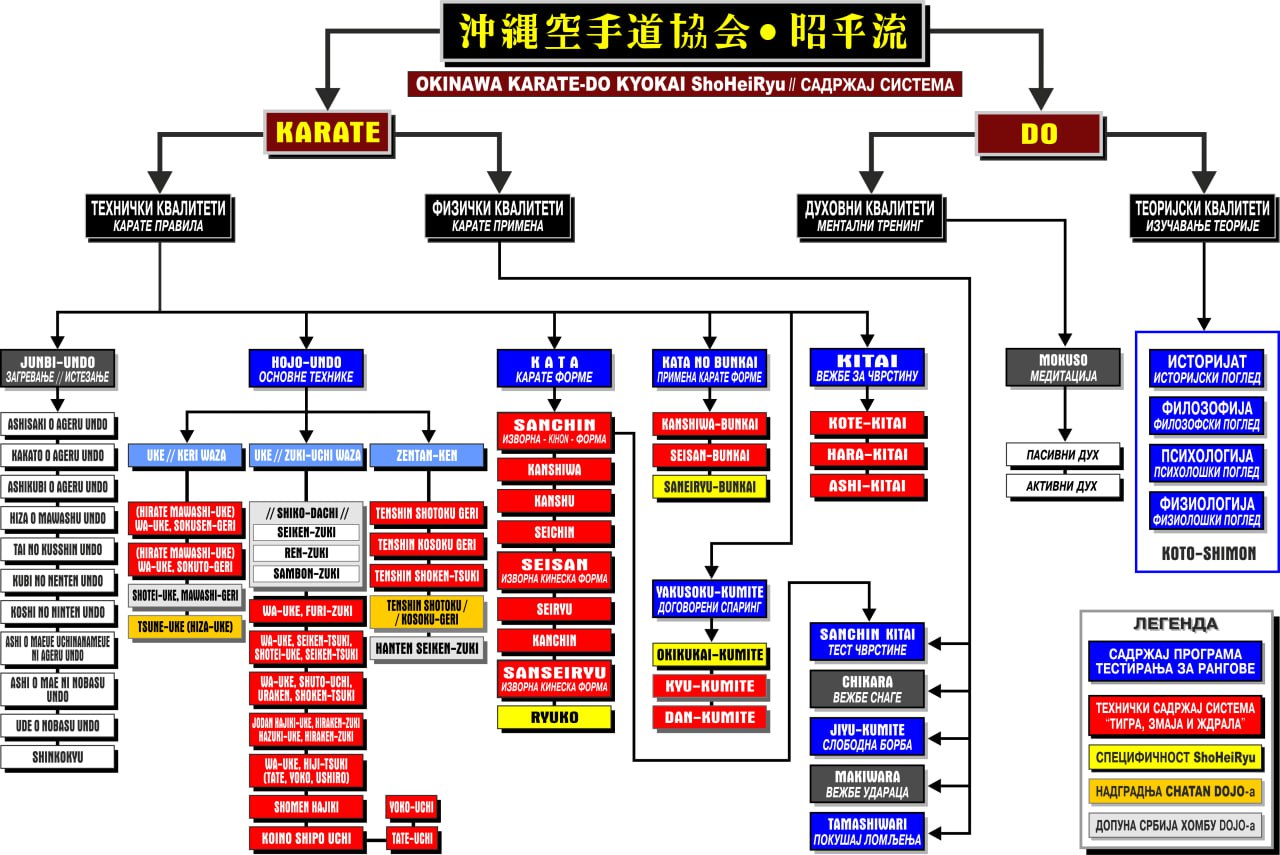 沖縄空手道協会●昭平流
OKINAWA KARATE-DO KYOKAI ShoHeiRyu // САДРЖАЈ СИСТЕМА
KARATE
DO
ТЕХНИЧКИ КВАЛИТЕТИ
КАРАТЕ ПРАВИЛА
ФИЗИЧКИ КВАЛИТЕТИ
КАРАТЕ ПРИМЕНА
ДУХОВНИ КВАЛИТЕТИ
МЕНТАЛНИ ТРЕНИНГ
ТЕОРИЈСКИ КВАЛИТЕТИ
ИЗУЧАВАЊЕ ТЕОРИЈЕ
JUNBI-UNDO
ЗАГРЕВАЊЕ // ИСТЕЗАЊЕ
ASHISAKI O AGERU UNDO
KAKATO O AGERU UNDO
ASHIKUBI O AGERU UNDO
HIZA O MAWASHU UNDO
TAI NO KUSSHIN UNDO
KUBI NO NENTEN UNDO
KOSHI NO NINTEN UNDO
ASHI O MAEUE UCHINANAMEUE
NI AGERU UNDO
ASHI O MAE NI NOBASU
UNDO
UDE O NOBASU UNDO
SHINKOKYU
HOJO-UNDO
ОСНОВНЕ ТЕХНИКЕ
UKE // KERI WAZA
(HIRATE MAWASHI-UKE)
WA-UKE, SOKUSEN-GERI
(HIRATE MAWASHI-UKE)
WA-UKE, SOKUTO-GERI
SHOTEI-UKE, MAWASHI-GERI
TSUNE-UKE (HIZA-UKE)
UKE // ZUKI-UCHI WAZA
// SHIKO-DACHI //
SEIKEN-ZUKI
REN-ZUKI
SAMBON-ZUKI
WA-UKE, FURI-ZUKI
WA-UKE, SEIKEN-TSUKI,
SHOTEI-UKE, SEIKEN-TSUKI
WA-UKE, SHUTO-UCHI,
URAKEN, SHOKEN-TSUKI
JODAN HAJIKI-UKE, HIRAKEN-ZUKI
HAZUKI-UKE, HIRAKEN-ZUKI
WA-UKE, HIJI-TSUKI
(TATE, YOKO, USHIRO)
SHOMEN HAJIKI
KOINO SHIPO UCHI
YOKO-UCHI
TATE-UCHI
ZENTAN-KEN
TENSHIN SHOTOKU GERI
TENSHIN KOSOKU GERI
TENSHIN SHOKEN-TSUKI
TENSHIN SHOTOKU /
/ KOSOKU-GERI
HANTEN SEIKEN-ZUKI
KATA
КАРАТЕ ФОРМЕ
SANCHIN
ИЗВОРНА - KIHON - ФОРМА
KANSHIWA
KANSHU
SEICHIN
SEISAN
ИЗВОРНА КИНЕСКА ФОРМА
SEIRYU
KANCHIN
SANSEIRYU
ИЗВОРНА КИНЕСКА ФОРМА
RYUKO
KATA NO BUNKAI
ПРИМЕНА КАРАТЕ ФОРМЕ
KANSHIWA-BUNKAI
SEISAN-BUNKAI
SANEIRYU-BUNKAI
YAKUSOKU-KUMITE
ДОГОВОРЕНИ СПАРИНГ
OKIKUKAI-KUMITE
KYU-KUMITE
DAN-KUMITE
KITAI
ВЕЖБЕ ЗА ЧВРСТИНУ
KOTE-KITAI
HARA-KITAI
ASHI-KITAI
SANCHIN KITAI
ТЕСТ ЧВРСТИНЕ
CHIKARA
ВЕЖБЕ СНАГЕ
JIYU-KUMITE
СЛОБОДНА БОРБА
MAKIWARA
ВЕЖБЕ УДАРАЦА
TAMASHIWARI
ПОКУШАЈ ЛОМЉЕЊА
MOKUSO
МЕДИТАЦИЈА
ПАСИВНИ ДУХ
АКТИВНИ ДУХ
ИСТОРИЈАТ
ИСТОРИЈСКИ ПОГЛЕД
ФИЛОЗОФИЈА
ФИЛОЗОФСКИ ПОГЛЕД
ПСИХОЛОГИЈА
ПСИХОЛОШКИ ПОГЛЕД
ФИЗИОЛОГИЈА
ФИЗИОЛОШКИ ПОГЛЕД
KOTO-SHIMON
ЛЕГЕНДА
САДРЖАЈ ПРОГРАМА
ТЕСТИРАЊА ЗА РАНГОВЕ
ТЕХНИЧКИ САДРЖАЈ СИСТЕМА
"ТИГРА, ЗМАЈА И ЖДРАЛА"
СПЕЦИФИЧНОСТ ShoHeiRyu
НАДГРАДЊА CHATAN DOJO-а
ДОПУНА СРБИЈА ХОМБУ DOJO-а